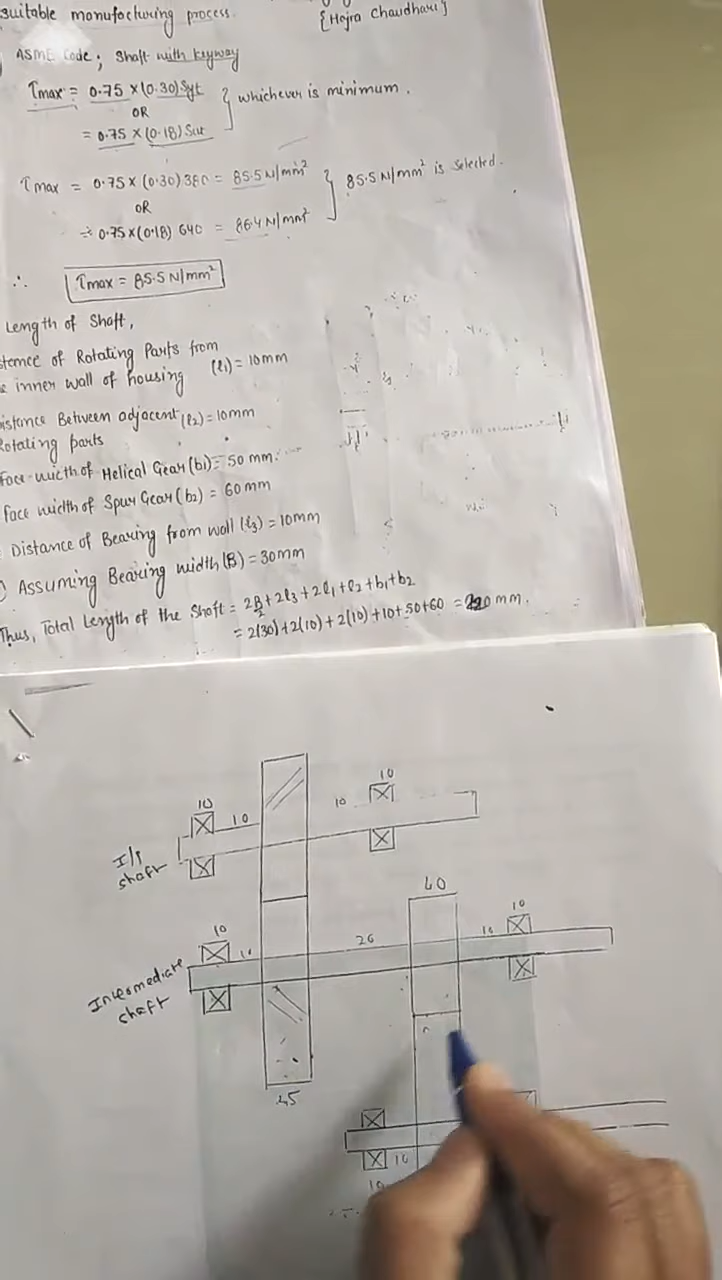 suitable manufacturing process.
{Hajra Chaudhari}
ASME Code; Shaft with keyway
τmax = 0.75 × (0.30) Syt
OR
= 0.75 × (0.18) Sut
} whichever is minimum.
τmax = 0.75 × (0.30) 380 = 85.5 N/mm²
OR
= 0.75 × (0.18) 640 = 86.4 N/mm²
} 85.5 N/mm² is selected.
∴ τmax = 85.5 N/mm²
Length of Shaft,
of Rotating Parts from
inner wall of housing (l1) = 10mm
Distance Between adjacent (l2) = 10mm
Rotating parts
Face width of Helical Gear (b1) = 50 mm.
Face width of Spur Gear (b2) = 60 mm
Distance of Bearing from wall (l3) = 10mm
) Assuming Bearing width (B) = 30mm
Thus, Total Length of the Shaft = 2B/2 + 2l3 + 2l1 + l2 + b1 + b2
= 2(30) + 2(10) + 2(10) + 10 + 50 + 60 = 220 mm.
10
10
10
10
I/p
shaft
40
10
10
26
10
10
Intermediate
shaft
45
10
10